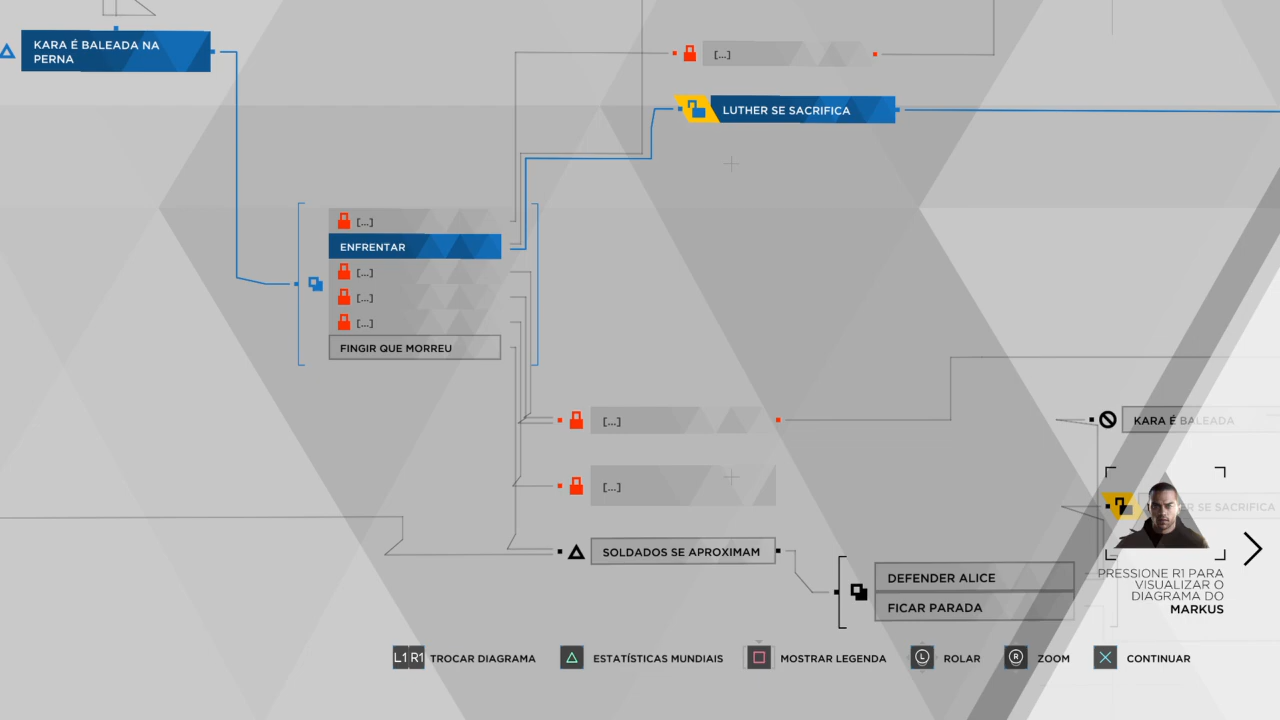 KARA É BALEADA NA
PERNA
[...]
LUTHER SE SACRIFICA
[...]
ENFRENTAR
[...]
[...]
[...]
FINGIR QUE MORREU
[...]
KARA É BALEADA
[...]
SE SACRIFICA
SOLDADOS SE APROXIMAM
DEFENDER ALICE
FICAR PARADA
PRESSIONE R1 PARA
VISUALIZAR O
DIAGRAMA DO
MARKUS
L1 R1 TROCAR DIAGRAMA
ESTATÍSTICAS MUNDIAIS
MOSTRAR LEGENDA
L ROLAR
R ZOOM
CONTINUAR